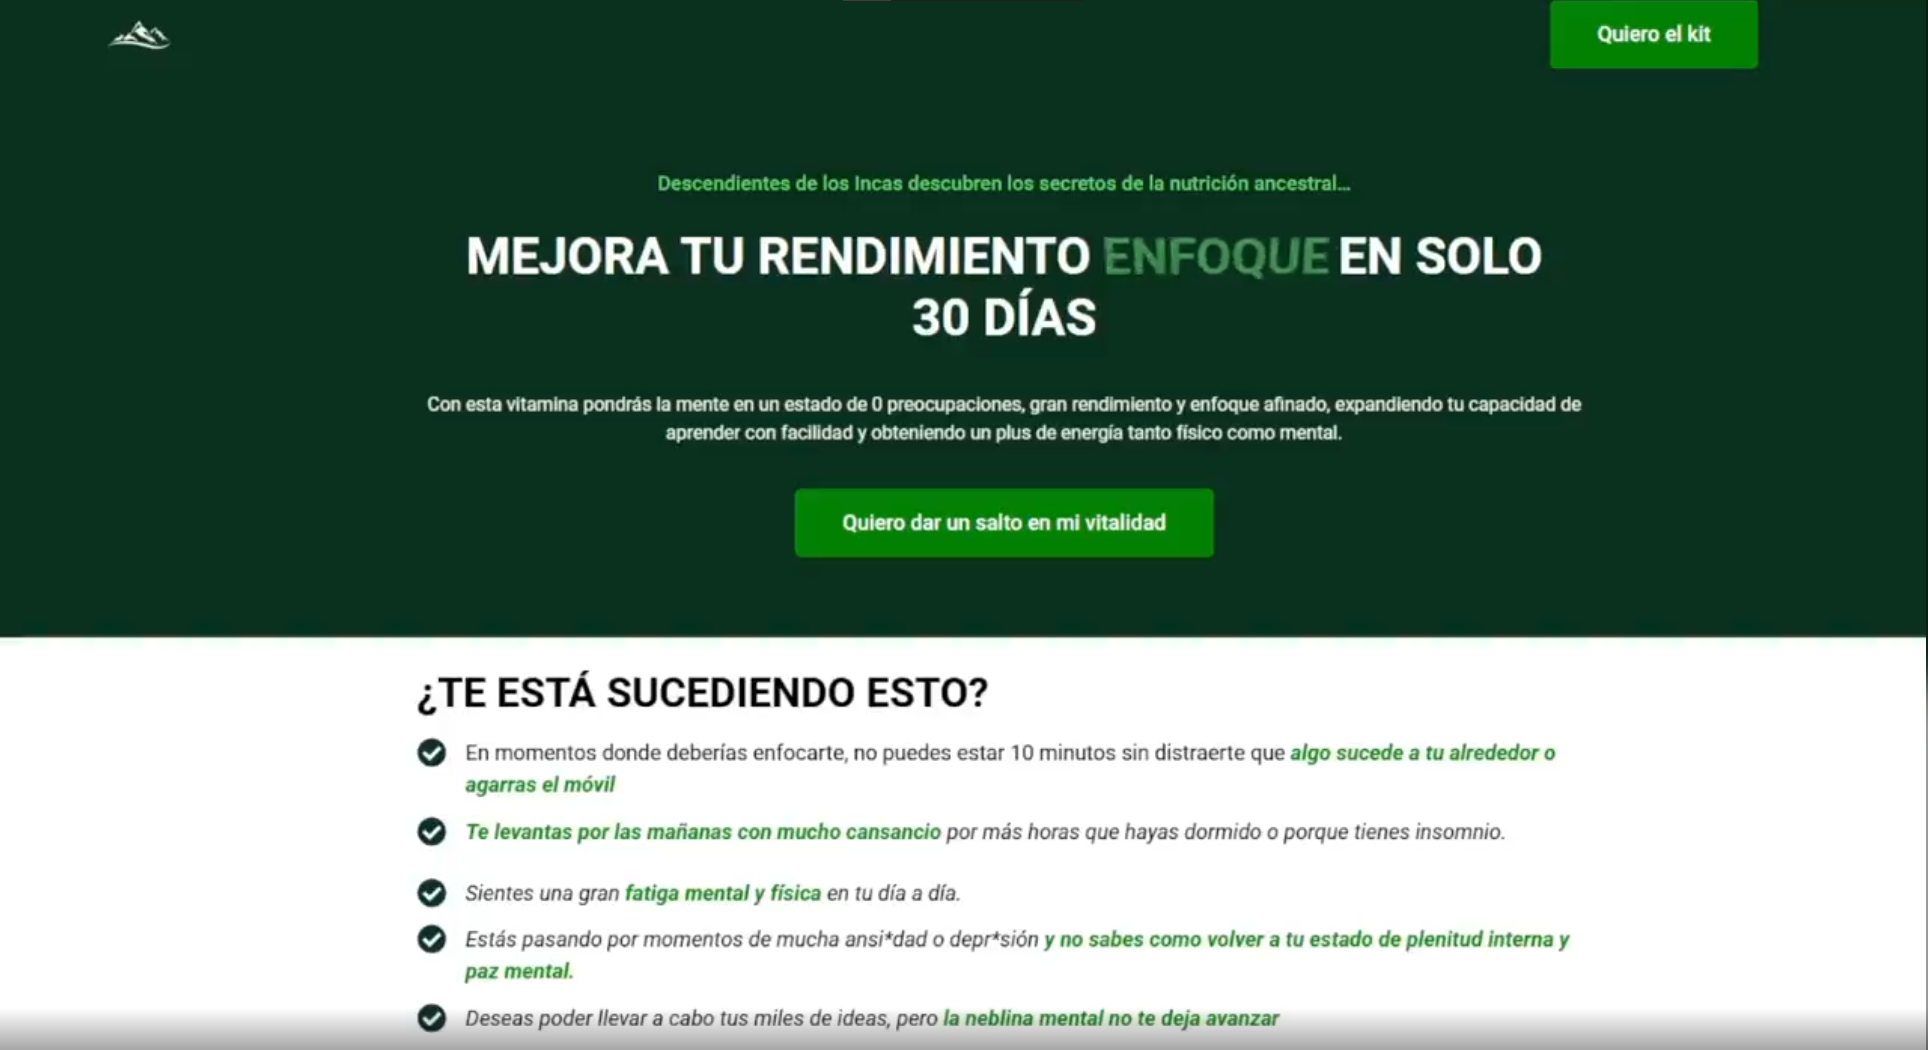 Quiero el kit
Descendientes de los Incas descubren los secretos de la nutrición ancestral...
MEJORA TU RENDIMIENTO ENFOQUE EN SOLO
30 DÍAS
Con esta vitamina pondrás la mente en un estado de 0 preocupaciones, gran rendimiento y enfoque afinado, expandiendo tu capacidad de
aprender con facilidad y obteniendo un plus de energía tanto físico como mental.
Quiero dar un salto en mi vitalidad
¿TE ESTÁ SUCEDIENDO ESTO?
En momentos donde deberías enfocarte, no puedes estar 10 minutos sin distraerte que algo sucede a tu alrededor o
agarras el móvil
Te levantas por las mañanas con mucho cansancio por más horas que hayas dormido o porque tienes insomnio.
Sientes una gran fatiga mental y física en tu día a día.
Estás pasando por momentos de mucha ansi*dad o depr*sión y no sabes como volver a tu estado de plenitud interna y
paz mental.
Deseas poder llevar a cabo tus miles de ideas, pero la neblina mental no te deja avanzar